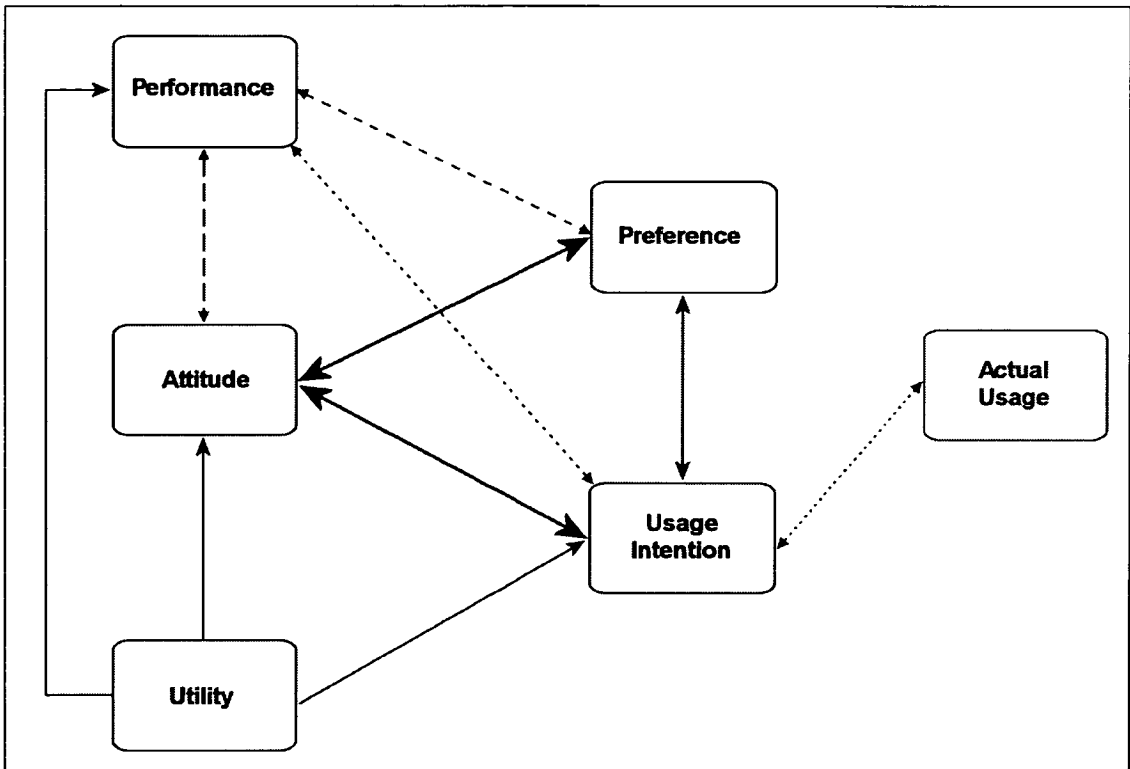 Performance
Preference
Attitude
Actual
Usage
Usage
Intention
Utility